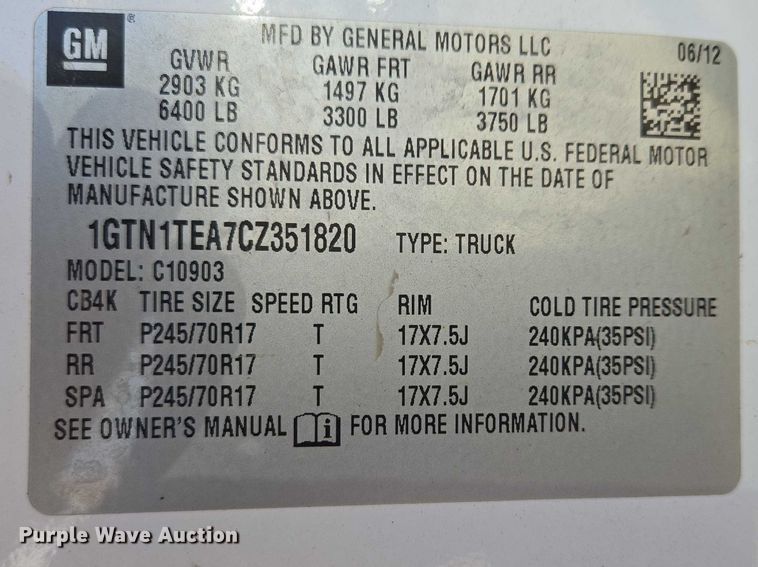 GM®
MFD BY GENERAL MOTORS LLC
06/12
GVWR GAWR FRT GAWR RR
2903 KG 1497 KG 1701 KG
6400 LB 3300 LB 3750 LB
THIS VEHICLE CONFORMS TO ALL APPLICABLE U.S. FEDERAL MOTOR
VEHICLE SAFETY STANDARDS IN EFFECT ON THE DATE OF
MANUFACTURE SHOWN ABOVE.
1GTN1TEA7CZ351820 TYPE: TRUCK
MODEL: C10903
CB4K TIRE SIZE SPEED RTG RIM COLD TIRE PRESSURE
FRT P245/70R17 T 17X7.5J 240KPA(35PSI)
RR P245/70R17 T 17X7.5J 240KPA(35PSI)
SPA P245/70R17 T 17X7.5J 240KPA(35PSI)
SEE OWNER'S MANUAL i FOR MORE INFORMATION.
Purple Wave Auction